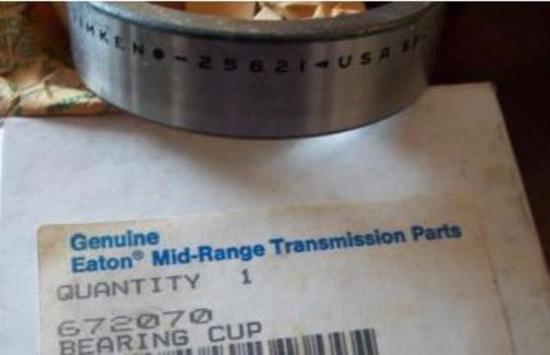 TIMKEN®-25821◄USA
Genuine
Eaton® Mid-Range Transmission Parts
QUANTITY 1
672070
BEARING CUP